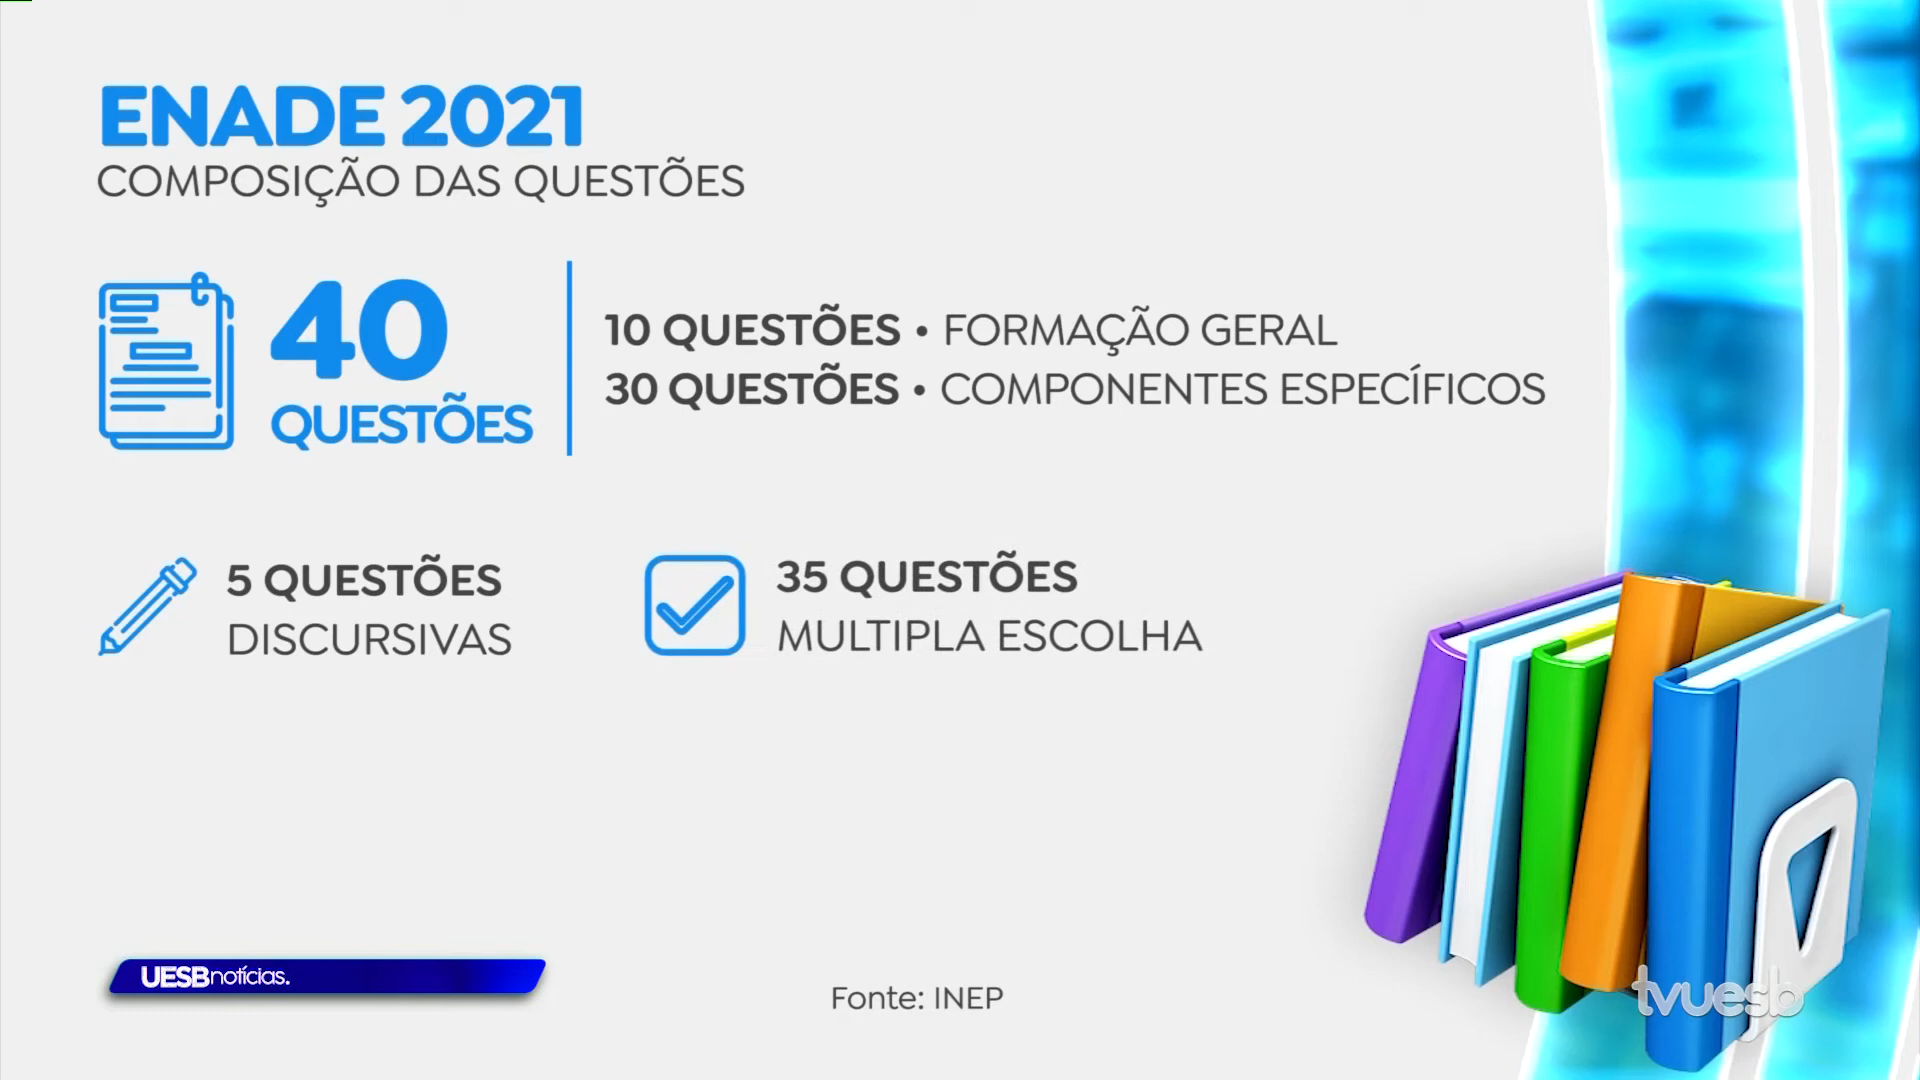 ENADE 2021
COMPOSIÇÃO DAS QUESTÕES
40
QUESTÕES
10 QUESTÕES • FORMAÇÃO GERAL
30 QUESTÕES • COMPONENTES ESPECÍFICOS
5 QUESTÕES
DISCURSIVAS
35 QUESTÕES
MULTIPLA ESCOLHA
UESBnotícias.
Fonte: INEP
tvuesb